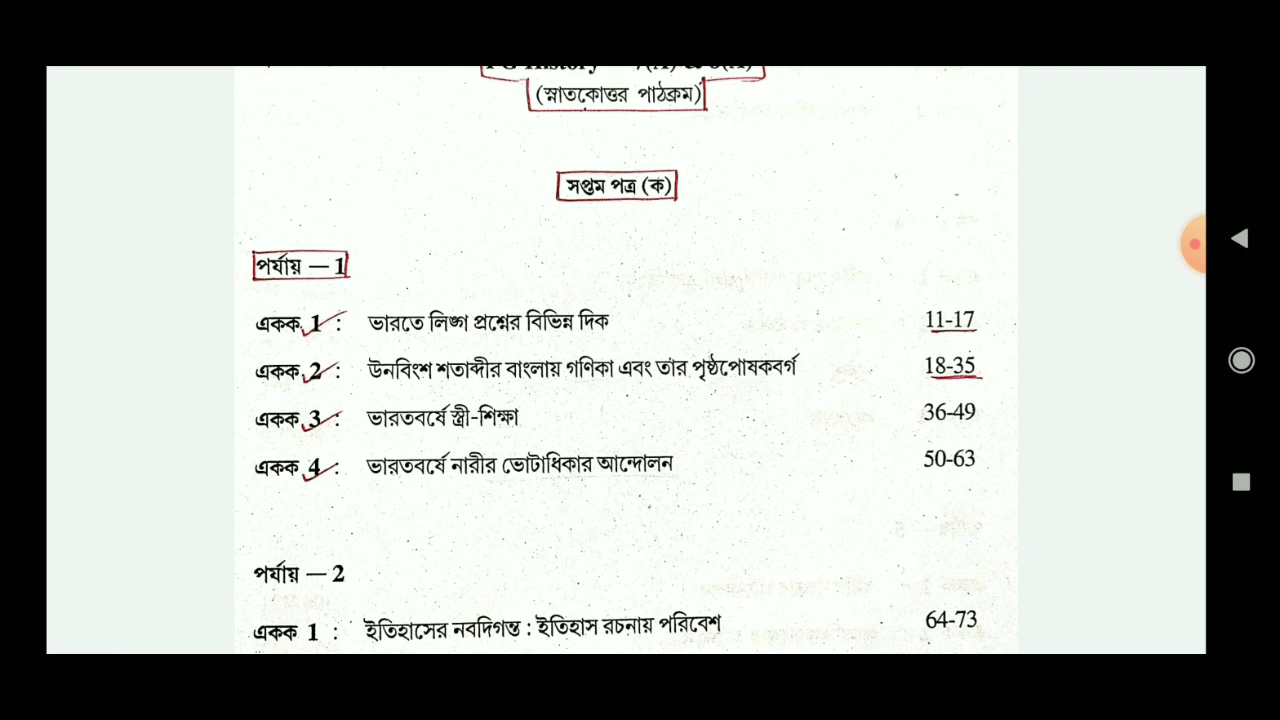 (স্নাতকোত্তর পাঠক্রম)
সপ্তম পত্র (ক)
পর্যায় — 1
একক 1 : ভারতে লিঙ্গ প্রশ্নের বিভিন্ন দিক 11-17
একক 2 : উনবিংশ শতাব্দীর বাংলায় গণিকা এবং তার পৃষ্ঠপোষকবর্গ 18-35
একক 3 : ভারতবর্ষে স্ত্রী-শিক্ষা 36-49
একক 4 : ভারতবর্ষে নারীর ভোটাধিকার আন্দোলন 50-63
পর্যায় — 2
একক 1 : ইতিহাসের নবদিগন্ত : ইতিহাস রচনায় পরিবেশ 64-73